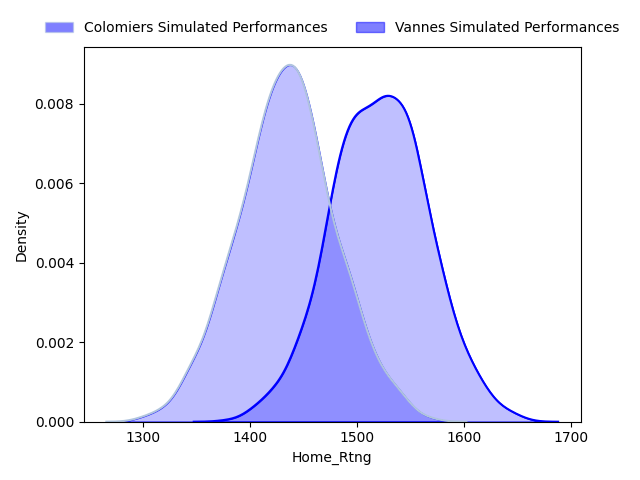 Colomiers Simulated Performances Vannes Simulated Performances
0.008
0.006
0.004
0.002
0.000
Density
1300 1400 1500 1600 1700
Home_Rtng